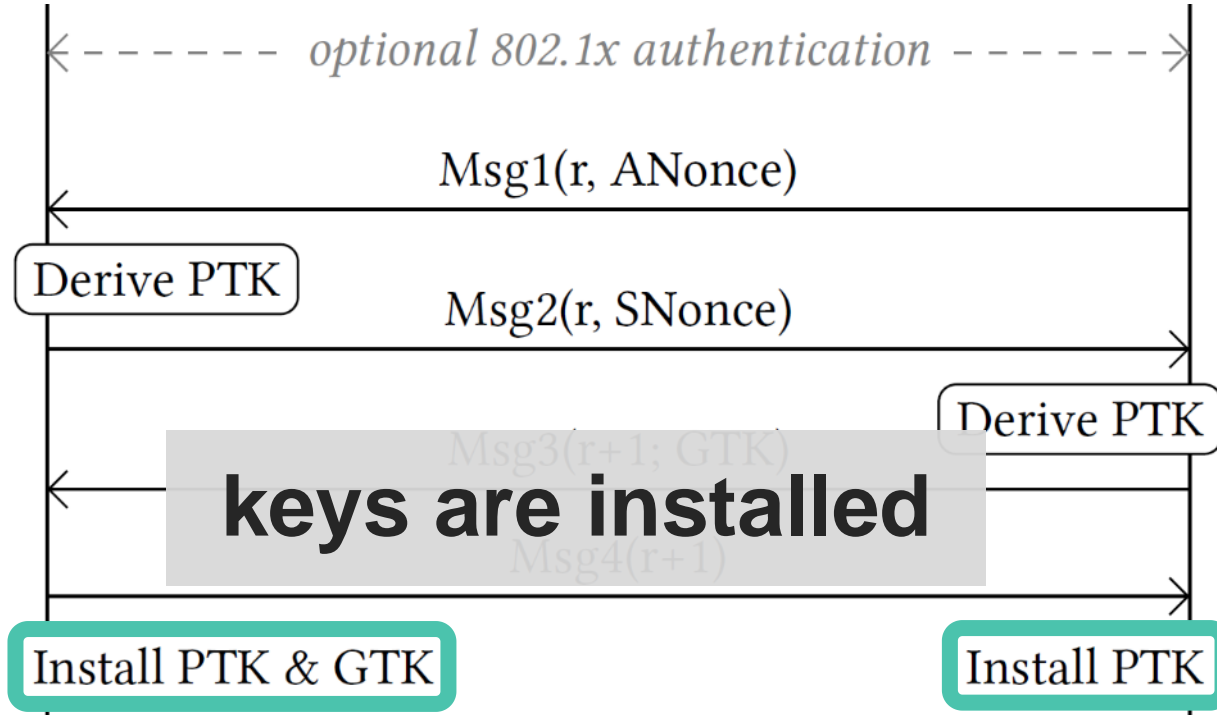 optional 802.1x authentication
Msg1(r, ANonce)
Derive PTK
Msg2(r, SNonce)
Derive PTK
Msg3(r+1; GTK)
keys are installed
Msg4(r+1)
Install PTK & GTK
Install PTK